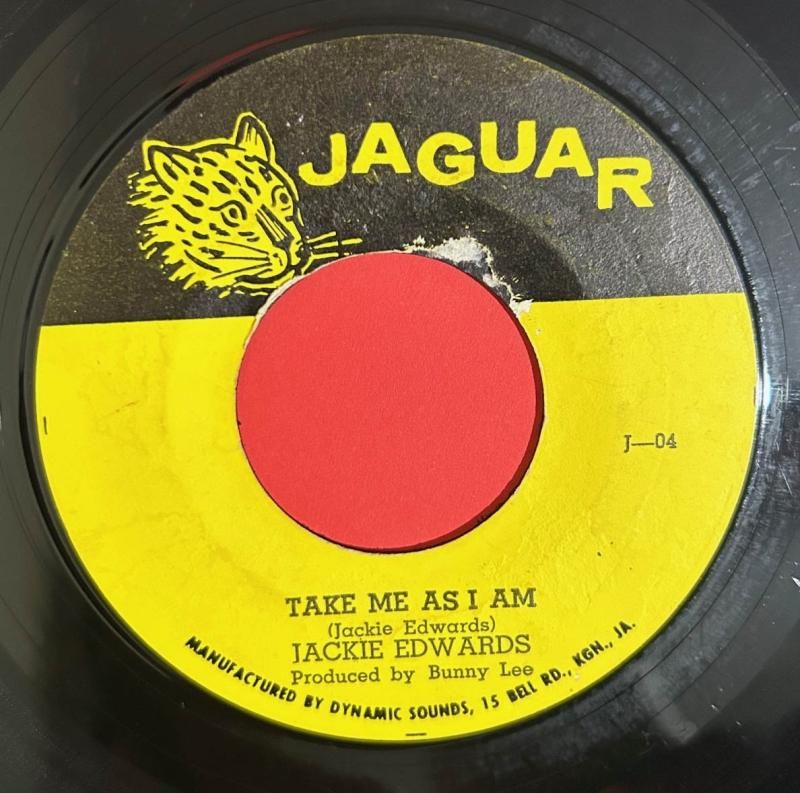 JAGUAR
J—04
TAKE ME AS I AM
(Jackie Edwards)
JACKIE EDWARDS
Produced by Bunny Lee
MANUFACTURED BY DYNAMIC SOUNDS, 15 BELL RD., KGN., JA.